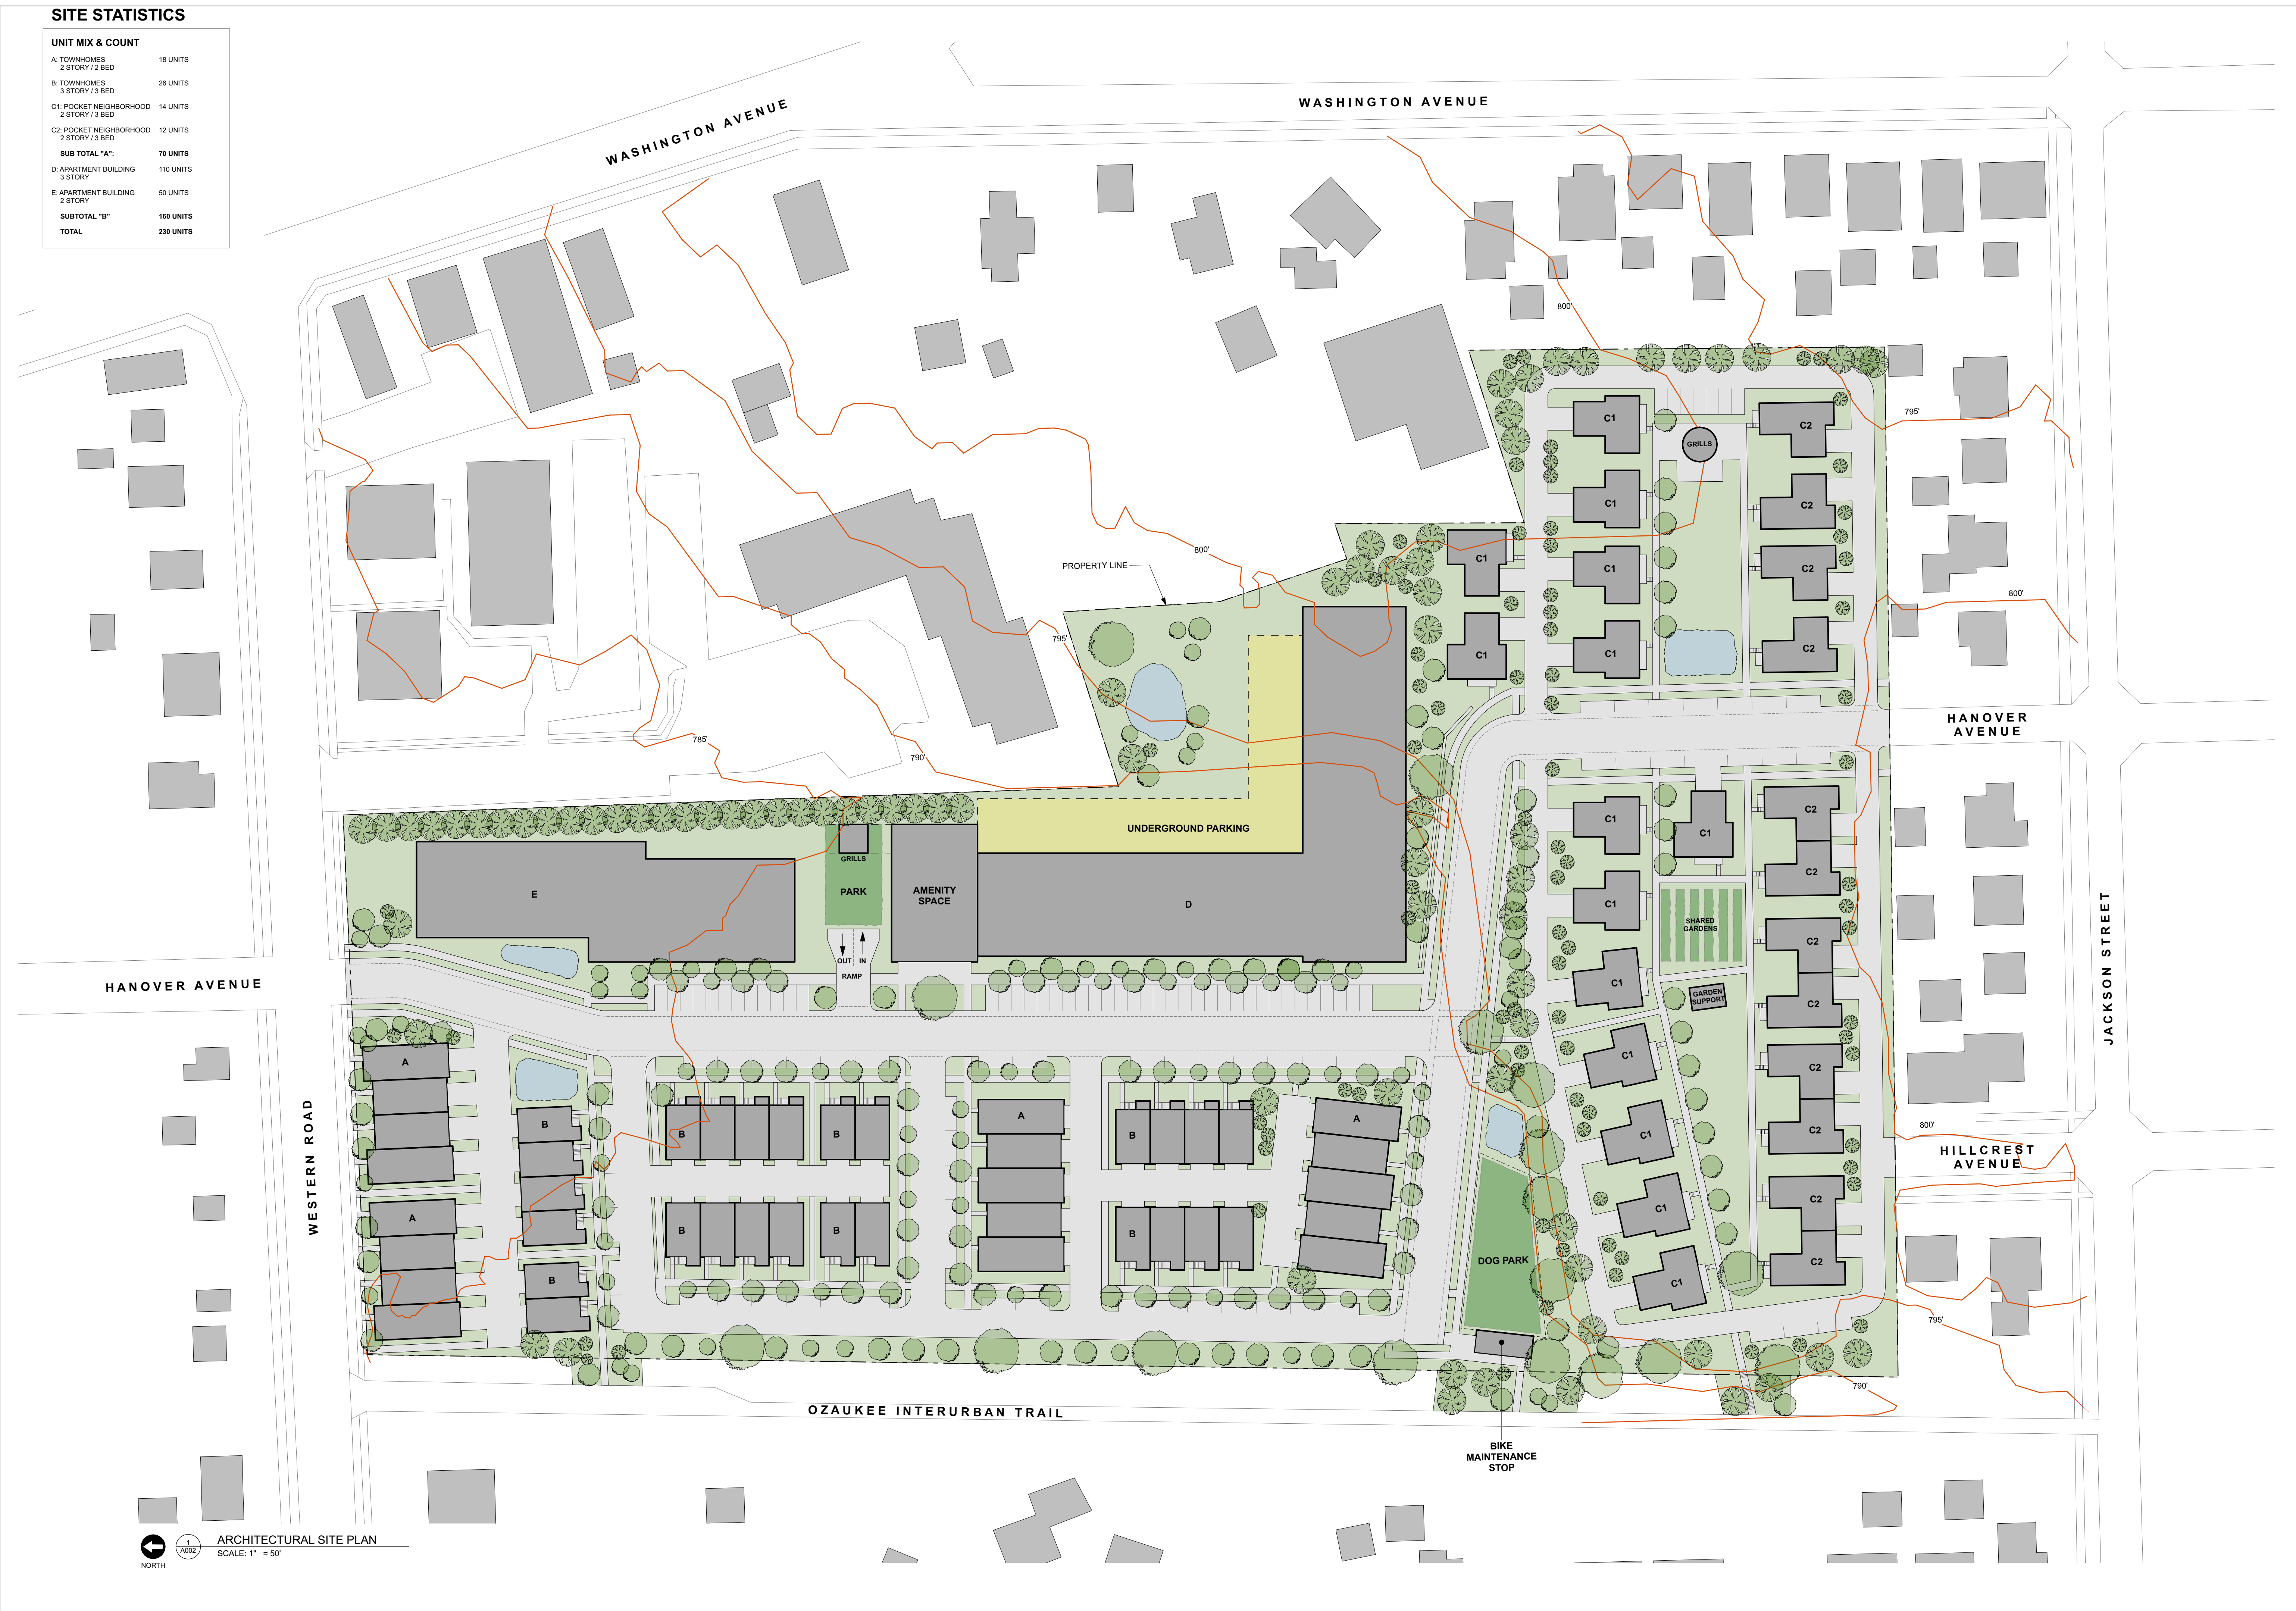 SITE STATISTICS
UNIT MIX & COUNT
A: TOWNHOMES 18 UNITS
2 STORY / 2 BED
B: TOWNHOMES 26 UNITS
3 STORY / 3 BED
C1: POCKET NEIGHBORHOOD 14 UNITS
2 STORY / 3 BED
C2: POCKET NEIGHBORHOOD 12 UNITS
2 STORY / 3 BED
SUB TOTAL "A": 70 UNITS
D: APARTMENT BUILDING 110 UNITS
3 STORY
E: APARTMENT BUILDING 50 UNITS
2 STORY
SUBTOTAL "B" 160 UNITS
TOTAL 230 UNITS
WASHINGTON AVENUE
WASHINGTON AVENUE
800'
795'
C1
C2
GRILLS
C1
C2
800'
PROPERTY LINE
C1
C1
C2
800'
795'
C1
C1
C2
HANOVER
AVENUE
785'
790'
UNDERGROUND PARKING
C1
C1
C2
GRILLS
C2
E
PARK
AMENITY
SPACE
D
C1
SHARED
GARDENS
C2
OUT IN
RAMP
C1
GARDEN
SUPPORT
C2
HANOVER AVENUE
JACKSON STREET
A
B
B
B
A
B
A
C1
C2
C1
C2
800'
HILLCREST
AVENUE
WESTERN ROAD
A
B
B
B
B
C1
C2
DOG PARK
C1
C2
795'
790'
OZAUKEE INTERURBAN TRAIL
BIKE
MAINTENANCE
STOP
NORTH
1
A002
ARCHITECTURAL SITE PLAN
SCALE: 1" = 50'